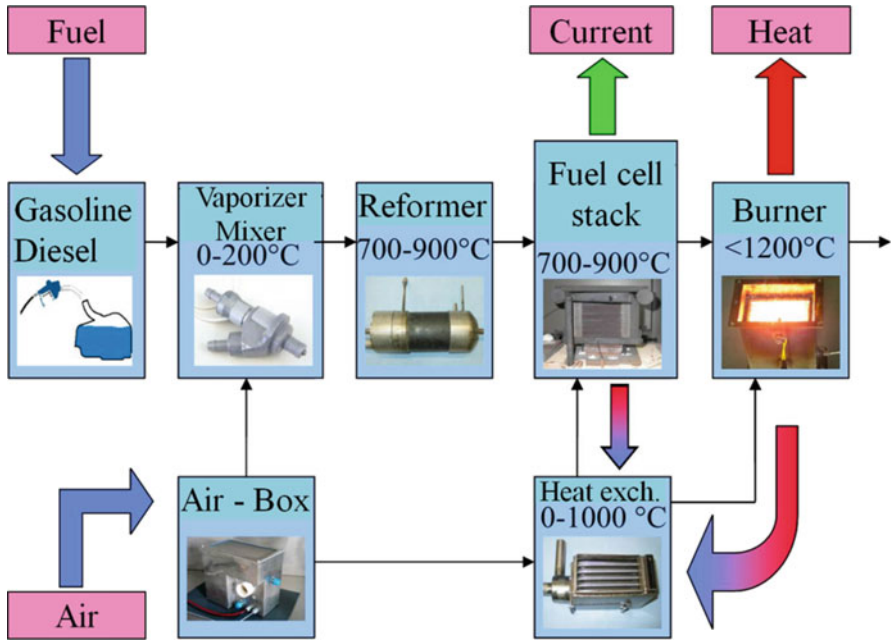 Fuel
Current
Heat
Gasoline
Diesel
Vaporizer
Mixer
0-200°C
Reformer
700-900°C
Fuel cell
stack
700-900°C
Burner
<1200°C
Air - Box
Heat exch.
0-1000 °C
Air